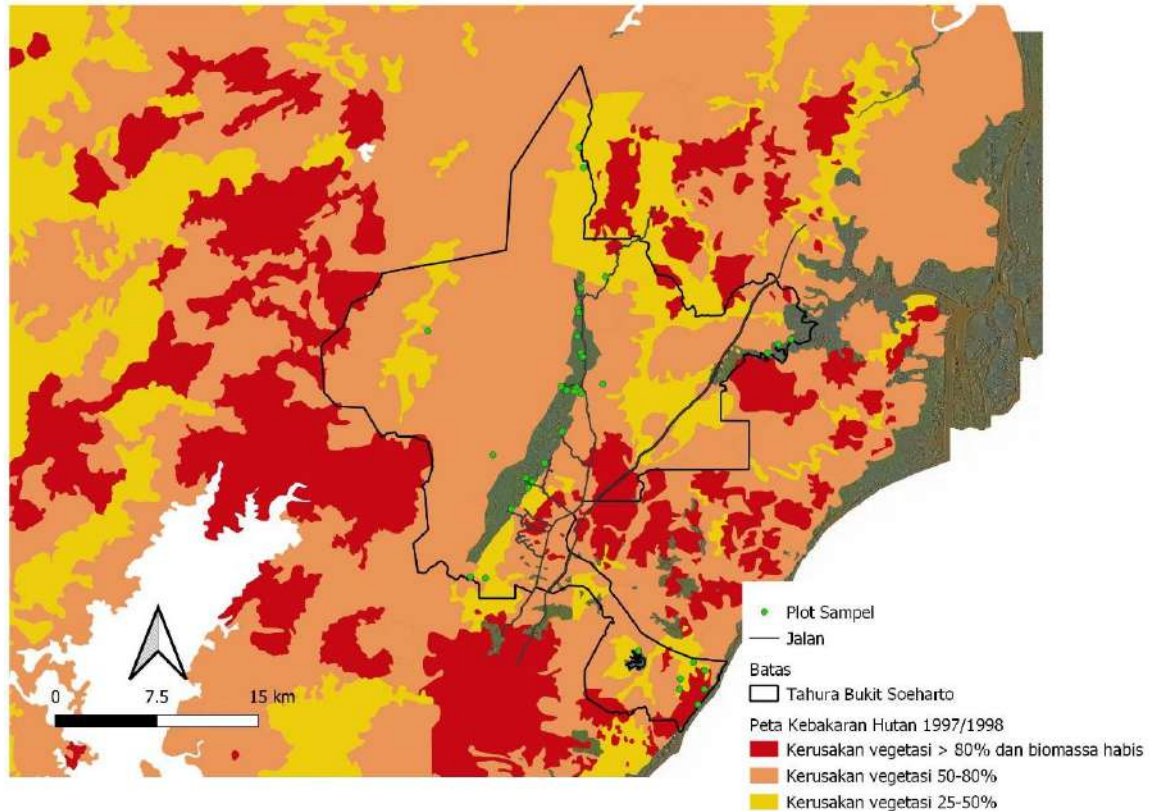 Plot Sampel
Jalan
Batas
Tahura Bukit Soeharto
Peta Kebakaran Hutan 1997/1998
Kerusakan vegetasi > 80% dan biomassa habis
Kerusakan vegetasi 50-80%
Kerusakan vegetasi 25-50%
0 7.5 15 km